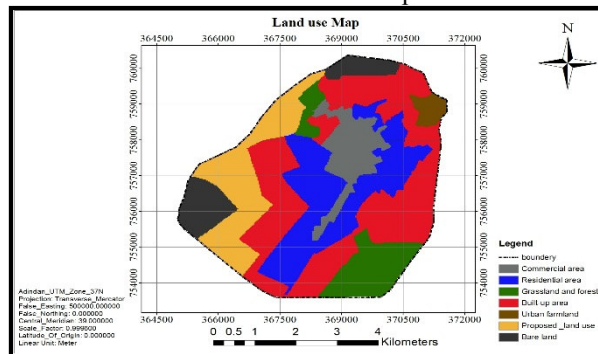 Land use Map
N
364500 366000 367500 369000 370500 372000
760000 760000
759000 759000
758000 758000
757000 757000
756000 756000
755000 755000
754000 754000
364500 366000 367500 369000 370500 372000
Legend
boundary
Commercial area
Residential area
Grassland and forest
Built up area
Urban farmland
Proposed _land use
Bare land
Adindan_UTM_Zone_37N
Projection: Transverse_Mercator
False_Easting: 500000.000000
False_Northing: 0.000000
Central_Meridian: 39.000000
Scale_Factor: 0.999600
Latitude_Of_Origin: 0.000000
Linear Unit: Meter
0 0.5 1 2 3 4
Kilometers